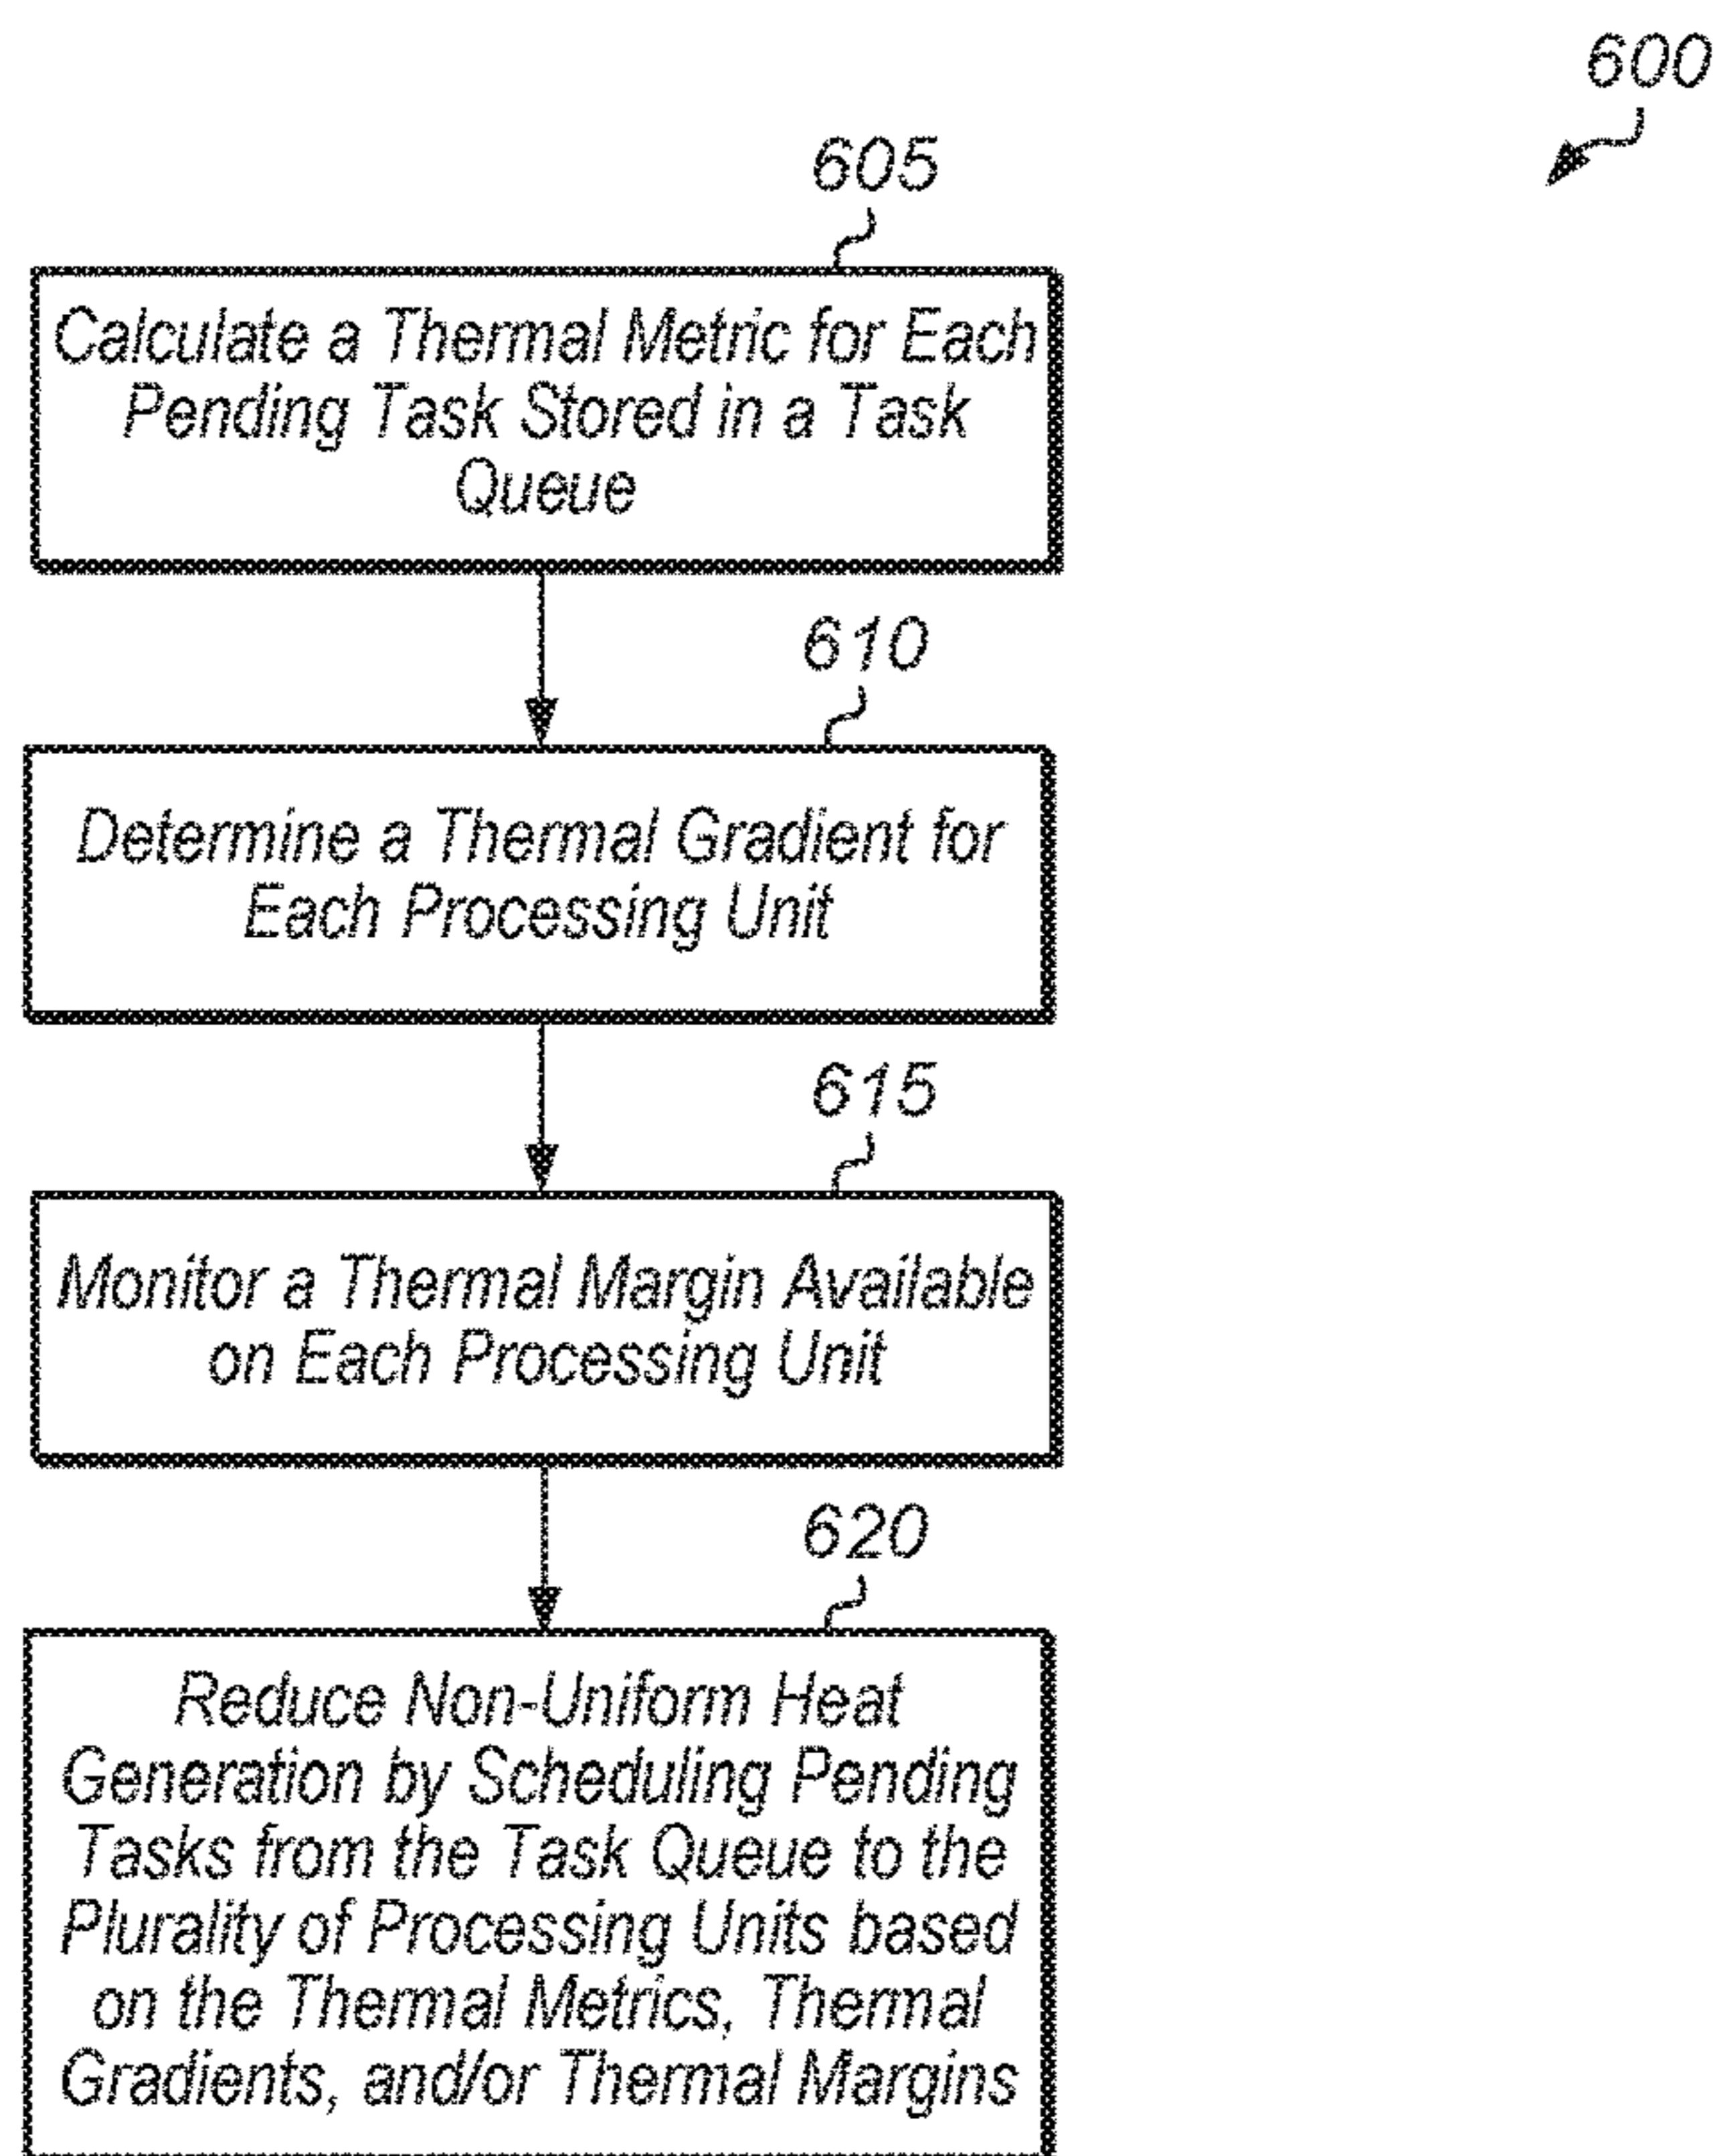 600
605
Calculate a Thermal Metric for Each
Pending Task Stored in a Task
Queue
610
Determine a Thermal Gradient for
Each Processing Unit
615
Monitor a Thermal Margin Available
on Each Processing Unit
620
Reduce Non-Uniform Heat
Generation by Scheduling Pending
Tasks from the Task Queue to the
Plurality of Processing Units based
on the Thermal Metrics, Thermal
Gradients, and/or Thermal Margins